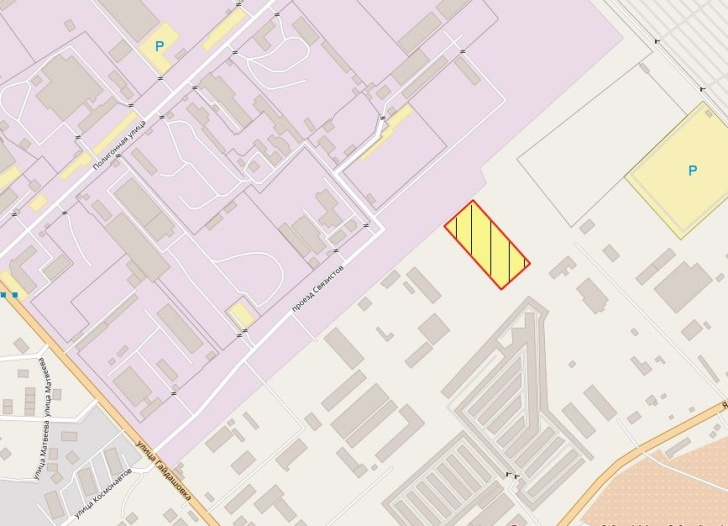 P
Полигонная улица
P
проезд Связистов
улица Матвеева
улица Матвеева
улица Гайдашовка
улица Космонавтов